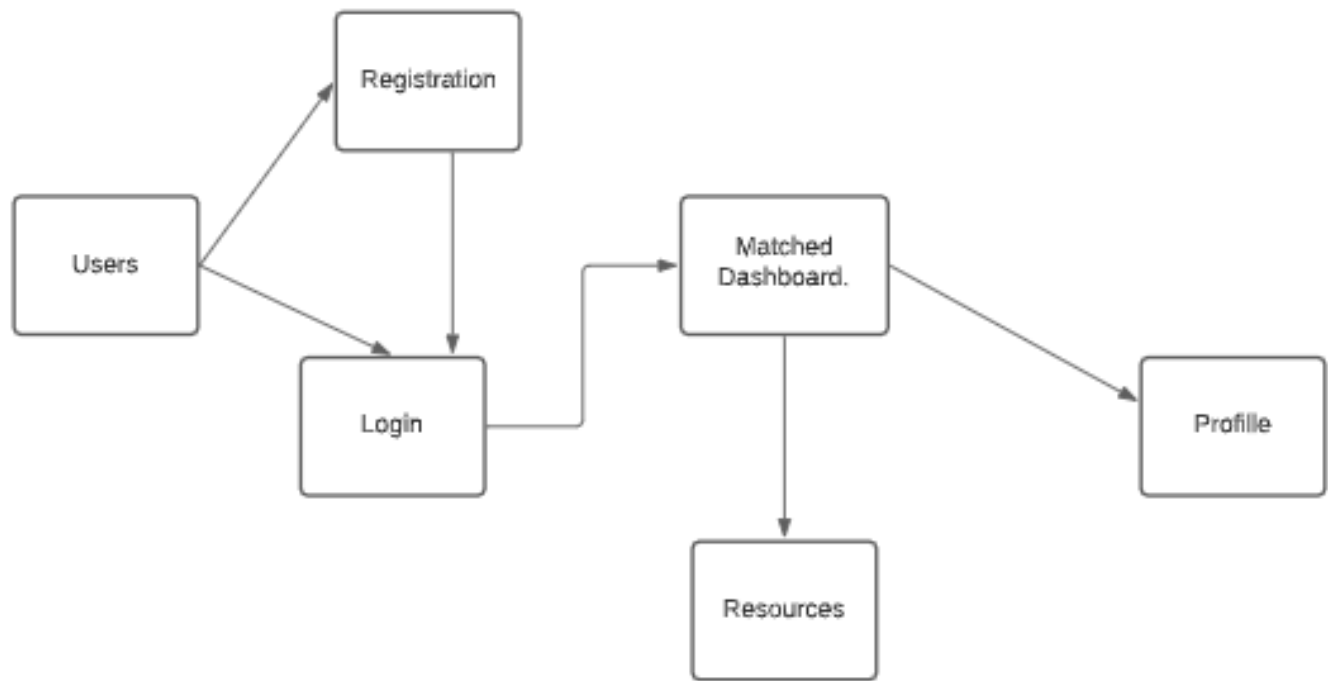 Registration
Users
Matched
Dashboard.
Login
Profille
Resources